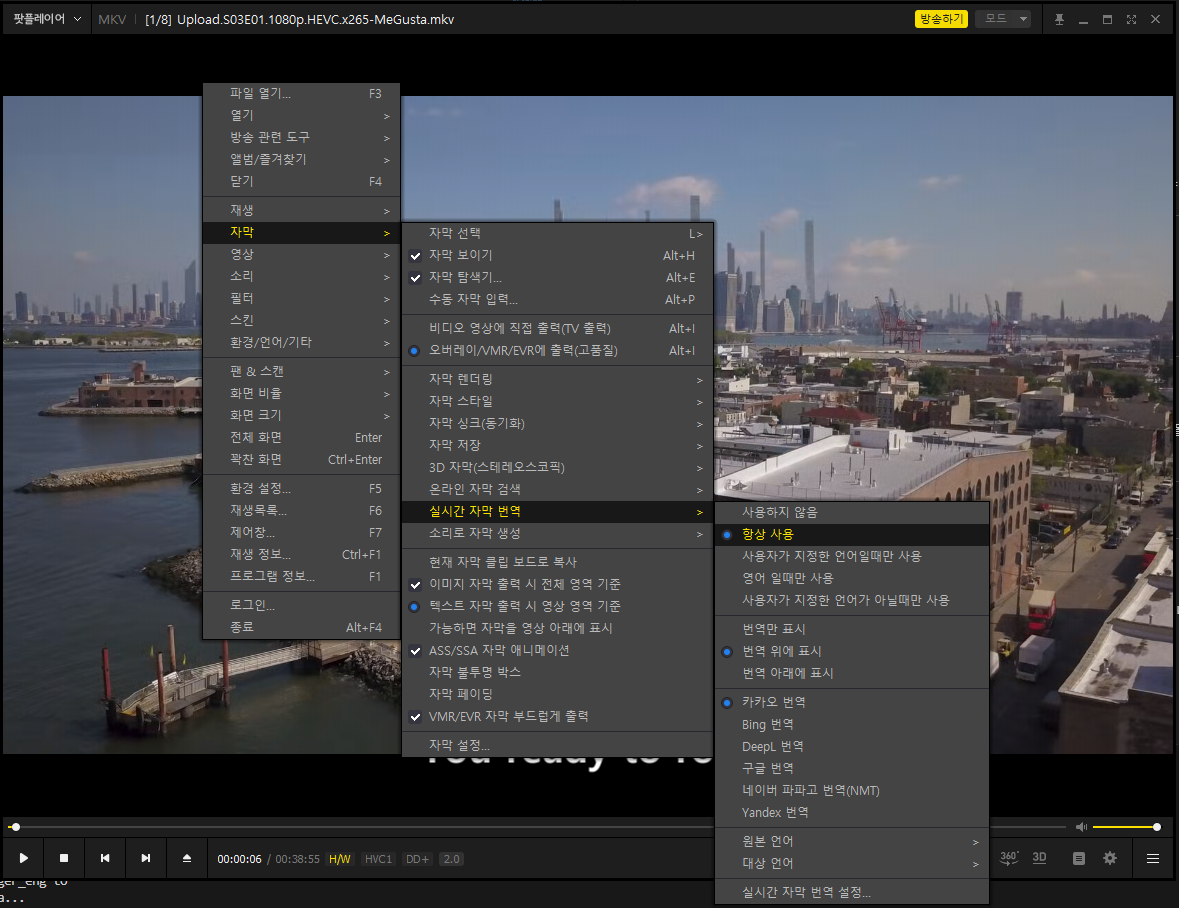 팟플레이어
MKV
[1/8] Upload.S03E01.1080p.HEVC.x265-MeGusta.mkv
방송하기
모드
파일 열기... F3
열기 >
방송 관련 도구 >
앨범/즐겨찾기 >
닫기 F4
재생 >
자막 >
영상 >
소리 >
필터 >
스킨 >
환경/언어/기타 >
팬 & 스캔 >
화면 비율 >
화면 크기 >
전체 화면 Enter
꽉찬 화면 Ctrl+Enter
환경 설정... F5
재생목록... F6
제어창... F7
재생 정보... Ctrl+F1
프로그램 정보... F1
로그인...
종료 Alt+F4
자막 선택 L>
자막 보이기 Alt+H
자막 탐색기... Alt+E
수동 자막 입력... Alt+P
비디오 영상에 직접 출력(TV 출력) Alt+I
오버레이/VMR/EVR에 출력(고품질) Alt+I
자막 렌더링 >
자막 스타일 >
자막 싱크(동기화) >
자막 저장 >
3D 자막(스테레오스코픽) >
온라인 자막 검색 >
실시간 자막 번역 >
소리로 자막 생성 >
현재 자막 클립 보드로 복사
이미지 자막 출력 시 전체 영역 기준
텍스트 자막 출력 시 영상 영역 기준
가능하면 자막을 영상 아래에 표시
ASS/SSA 자막 애니메이션
자막 불투명 박스
자막 페이딩
VMR/EVR 자막 부드럽게 출력
자막 설정...
사용하지 않음
항상 사용
사용자가 지정한 언어일때만 사용
영어 일때만 사용
사용자가 지정한 언어가 아닐때만 사용
번역만 표시
번역 위에 표시
번역 아래에 표시
카카오 번역
Bing 번역
DeepL 번역
구글 번역
네이버 파파고 번역(NMT)
Yandex 번역
원본 언어 >
대상 언어 >
실시간 자막 번역 설정...
You ready to
00:00:06 / 00:38:55 H/W HVC1 DD+ 2.0
360° 3D
ger_eng to
a...